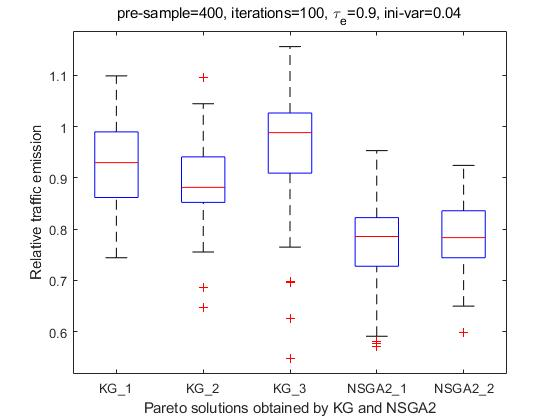 pre-sample=400, iterations=100, τe=0.9, ini-var=0.04
Relative traffic emission
1.1
1
0.9
0.8
0.7
0.6
KG_1 KG_2 KG_3 NSGA2_1 NSGA2_2
Pareto solutions obtained by KG and NSGA2